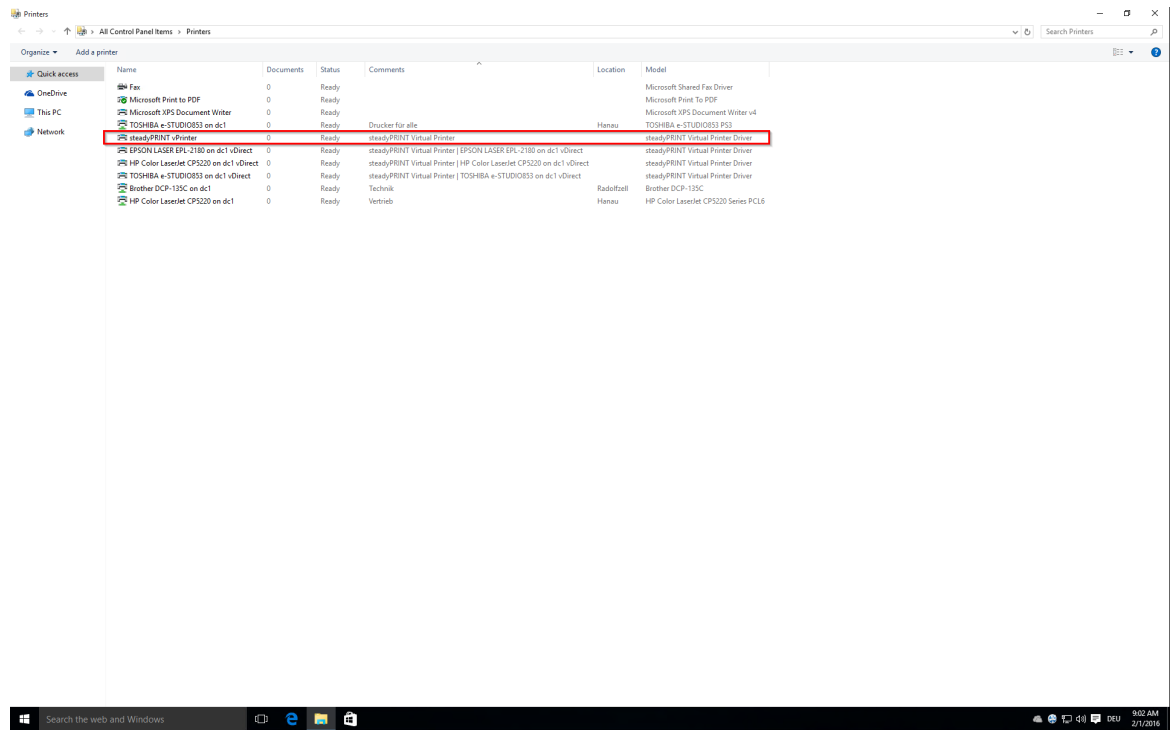 Printers
All Control Panel Items › Printers
Search Printers
Organize Add a printer
Quick access
OneDrive
This PC
Network
Name Documents Status Comments Location Model
Fax 0 Ready Microsoft Shared Fax Driver
Microsoft Print to PDF 0 Ready Microsoft Print To PDF
Microsoft XPS Document Writer 0 Ready Microsoft XPS Document Writer v4
TOSHIBA e-STUDIO853 on dc1 0 Ready Drucker für alle Hanau TOSHIBA e-STUDIO853 PS3
steadyPRINT vPrinter 0 Ready steadyPRINT Virtual Printer steadyPRINT Virtual Printer Driver
EPSON LASER EPL-2180 on dc1 vDirect 0 Ready steadyPRINT Virtual Printer | EPSON LASER EPL-2180 on dc1 vDirect steadyPRINT Virtual Printer Driver
HP Color LaserJet CP5220 on dc1 vDirect 0 Ready steadyPRINT Virtual Printer | HP Color LaserJet CP5220 on dc1 vDirect steadyPRINT Virtual Printer Driver
TOSHIBA e-STUDIO853 on dc1 vDirect 0 Ready steadyPRINT Virtual Printer | TOSHIBA e-STUDIO853 on dc1 vDirect steadyPRINT Virtual Printer Driver
Brother DCP-135C on dc1 0 Ready Technik Radolfzell Brother DCP-135C
HP Color LaserJet CP5220 on dc1 0 Ready Vertrieb Hanau HP Color LaserJet CP5220 Series PCL6
Search the web and Windows
DEU
9:02 AM
2/1/2016